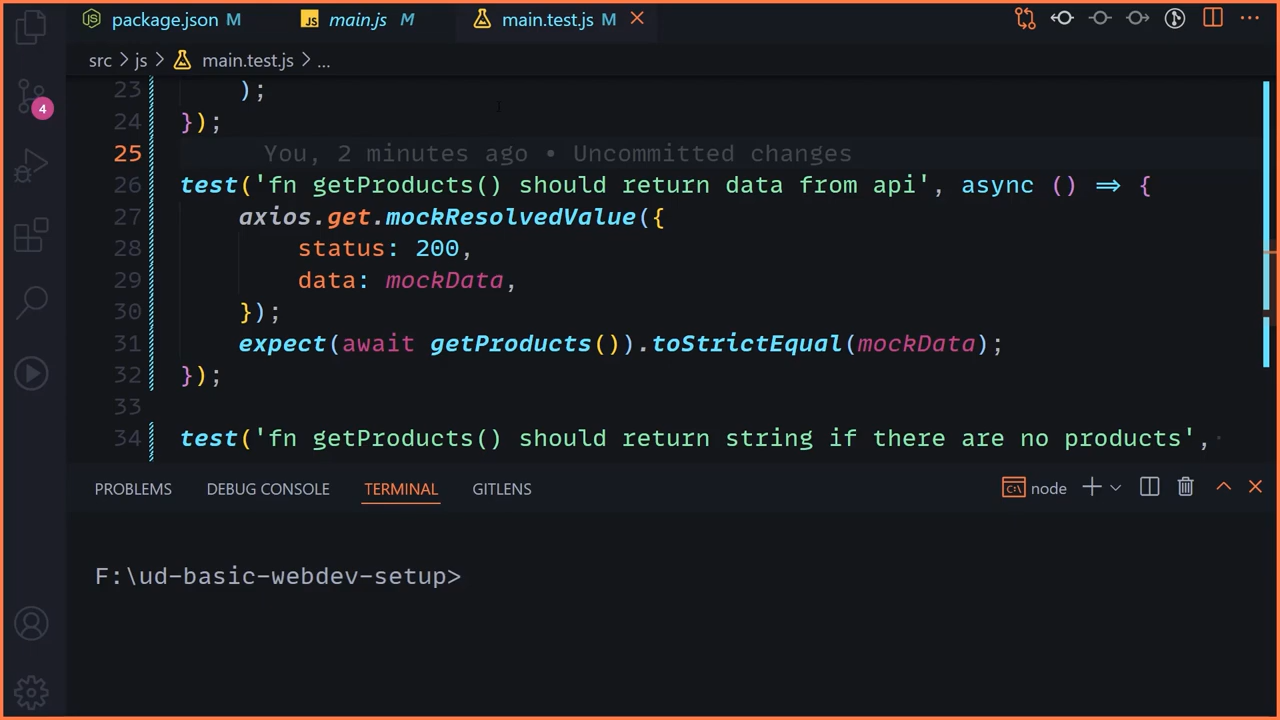 package.json M JS main.js M main.test.js M
src > js > main.test.js > ...
4
23 );
24 });
25 You, 2 minutes ago • Uncommitted changes
26 test('fn getProducts() should return data from api', async () => {
27 axios.get.mockResolvedValue({
28 status: 200,
29 data: mockData,
30 });
31 expect(await getProducts()).toStrictEqual(mockData);
32 });
33
34 test('fn getProducts() should return string if there are no products',
PROBLEMS DEBUG CONSOLE TERMINAL GITLENS node
F:\ud-basic-webdev-setup>